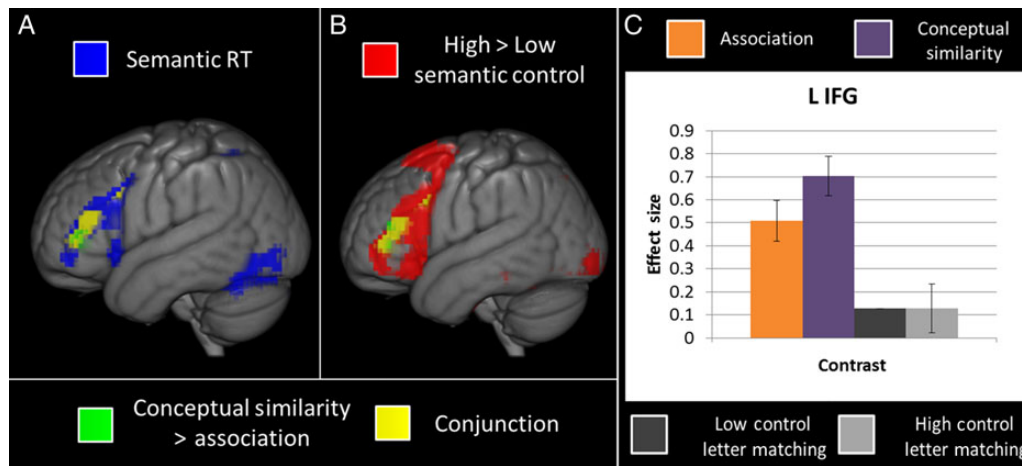 A
Semantic RT
B
High > Low
semantic control
Conceptual similarity
> association
Conjunction
C
Association
Conceptual
similarity
L IFG
Effect size
0.9
0.8
0.7
0.6
0.5
0.4
0.3
0.2
0.1
0
Contrast
Low control
letter matching
High control
letter matching